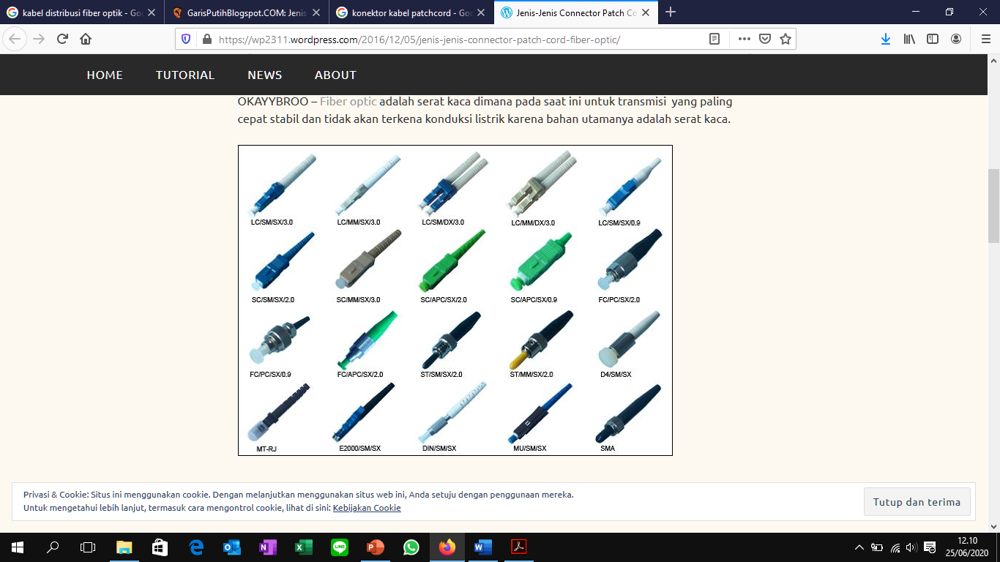 kabel distribusi fiber optik - Goo
GarisPutihBlogspot.COM: Jenis
konektor kabel patchcord - Goo
Jenis-Jenis Connector Patch Co
https://wp2311.wordpress.com/2016/12/05/jenis-jenis-connector-patch-cord-fiber-optic/
HOME TUTORIAL NEWS ABOUT
OKAYYBROO – Fiber optic adalah serat kaca dimana pada saat ini untuk transmisi yang paling
cepat stabil dan tidak akan terkena konduksi listrik karena bahan utamanya adalah serat kaca.
LC/SM/SX/3.0 LC/MM/SX/3.0 LC/SM/DX/3.0 LC/MM/DX/3.0 LC/SM/SX/0.9
SC/SM/SX/2.0 SC/MM/SX/3.0 SC/APC/SX/2.0 SC/APC/SX/0.9 FC/PC/SX/2.0
FC/PC/SX/0.9 FC/APC/SX/2.0 ST/SM/SX/2.0 ST/MM/SX/2.0 D4/SM/SX
MT-RJ E2000/SM/SX DIN/SM/SX MU/SM/SX SMA
Privasi & Cookie: Situs ini menggunakan cookie. Dengan melanjutkan menggunakan situs web ini, Anda setuju dengan penggunaan mereka.
Untuk mengetahui lebih lanjut, termasuk cara mengontrol cookie, lihat di sini: Kebijakan Cookie
Tutup dan terima
12.10
25/06/2020